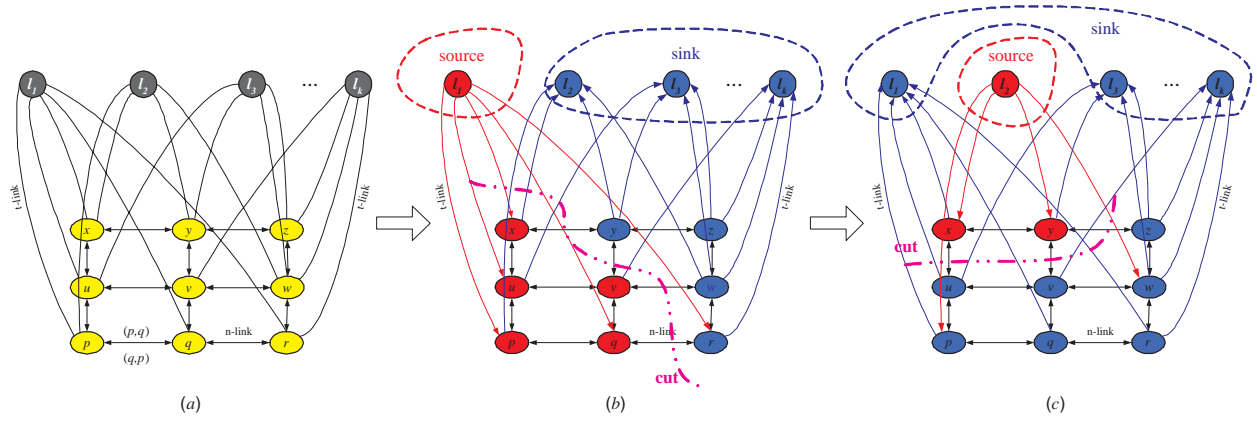 source
sink
sink
source
l1 l2 l3 ... lk
l1 l2 l3 ... lk
l1 l2 l3 ... lk
t-link
t-link
t-link
t-link
t-link
t-link
x y z
x y z
x y z
cut
u v w
u v w
u v w
(p,q)
n-link
n-link
n-link
p q r
p q r
p q r
(q,p)
cut
(a)
(b)
(c)